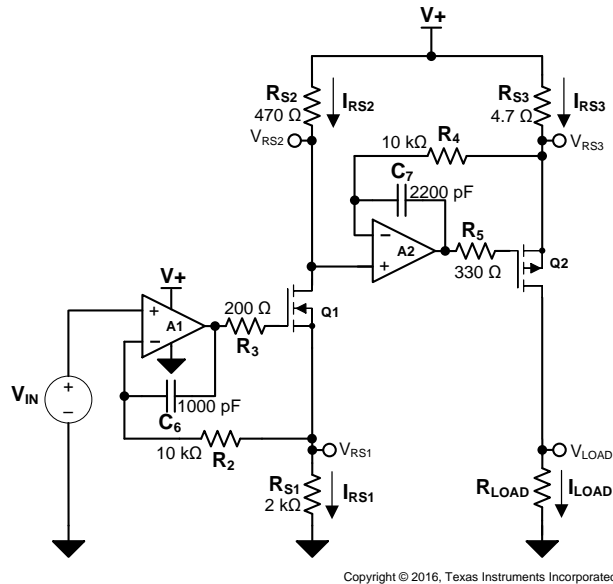 V+
RS2
470 Ω
IRS2
VRS2
RS3
4.7 Ω
IRS3
VRS3
10 kΩ
R4
C7
2200 pF
−
+
A2
R5
330 Ω
Q2
V+
+
−
A1
200 Ω
R3
Q1
VIN
+
−
C6
1000 pF
10 kΩ
R2
VRS1
RS1
2 kΩ
IRS1
VLOAD
RLOAD
ILOAD
Copyright © 2016, Texas Instruments Incorporated